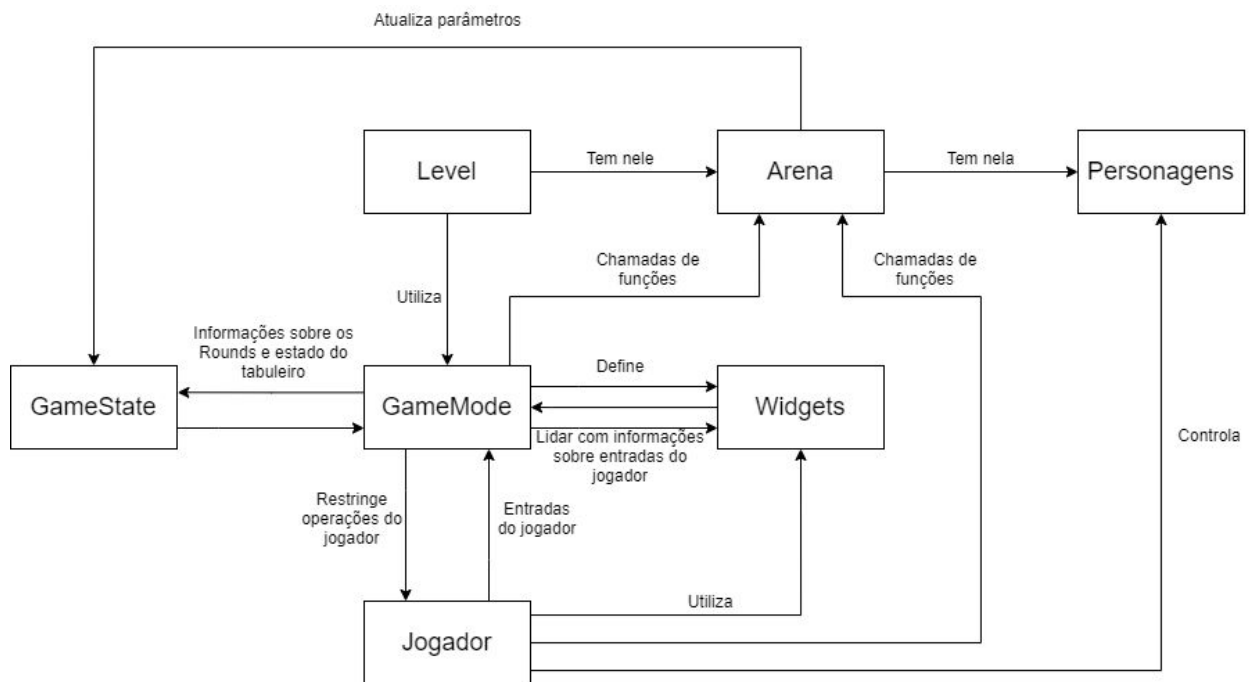 Atualiza parâmetros
Level
Tem nele
Arena
Tem nela
Personagens
Chamadas de
funções
Chamadas de
funções
Utiliza
Informações sobre os
Rounds e estado do
tabuleiro
GameState
GameMode
Define
Widgets
Lidar com informações
sobre entradas do
jogador
Controla
Restringe
operações do
jogador
Entradas
do jogador
Utiliza
Jogador